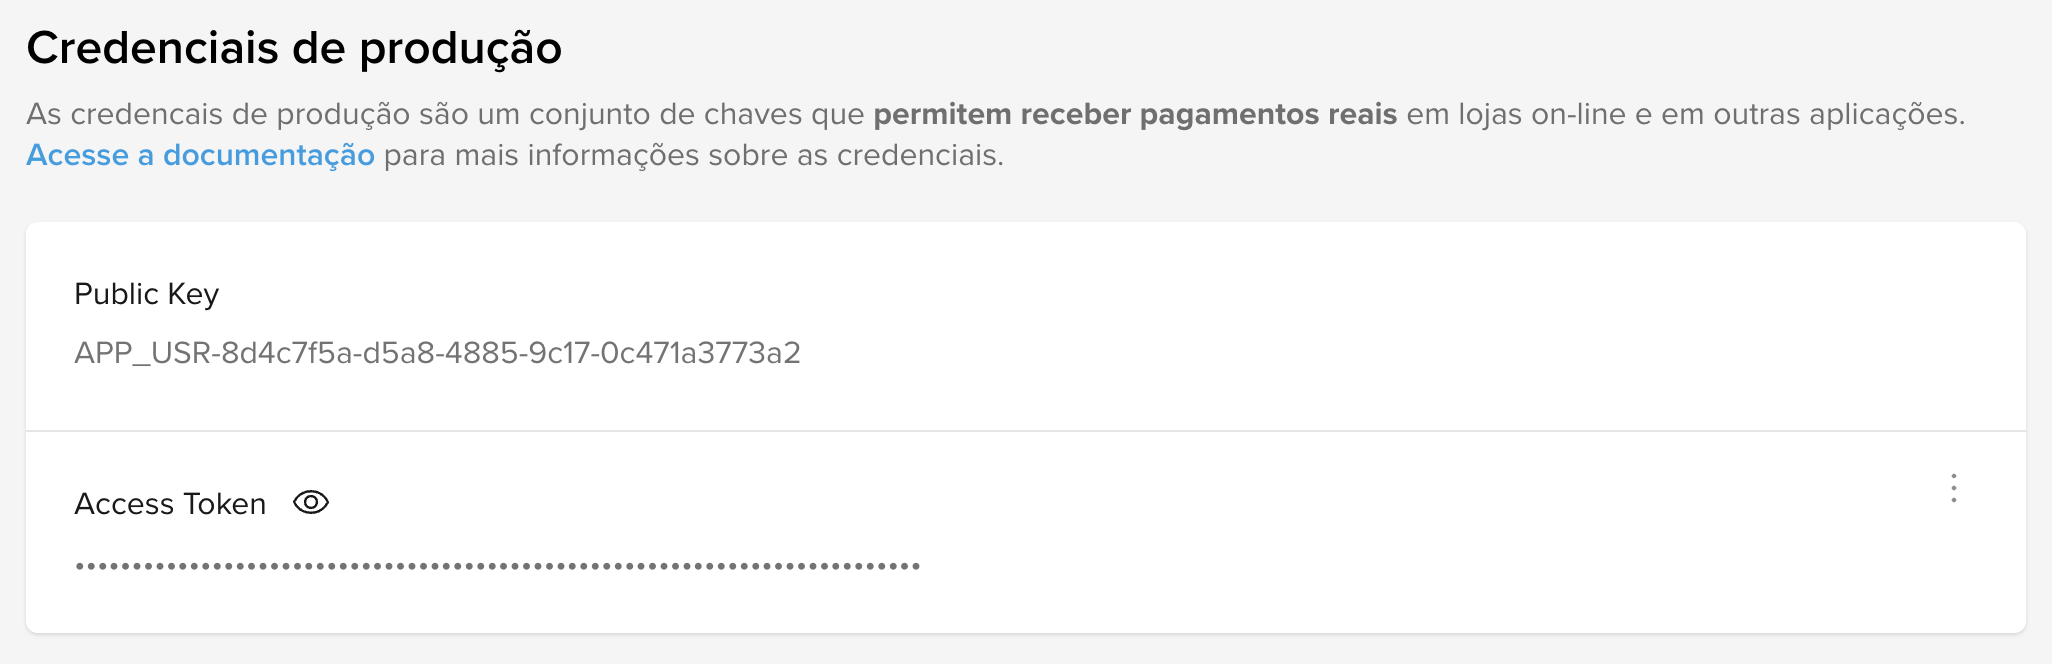 Credenciais de produção
As credencais de produção são um conjunto de chaves que permitem receber pagamentos reais em lojas on-line e em outras aplicações.
Acesse a documentação para mais informações sobre as credenciais.
Public Key
APP_USR-8d4c7f5a-d5a8-4885-9c17-0c471a3773a2
Access Token